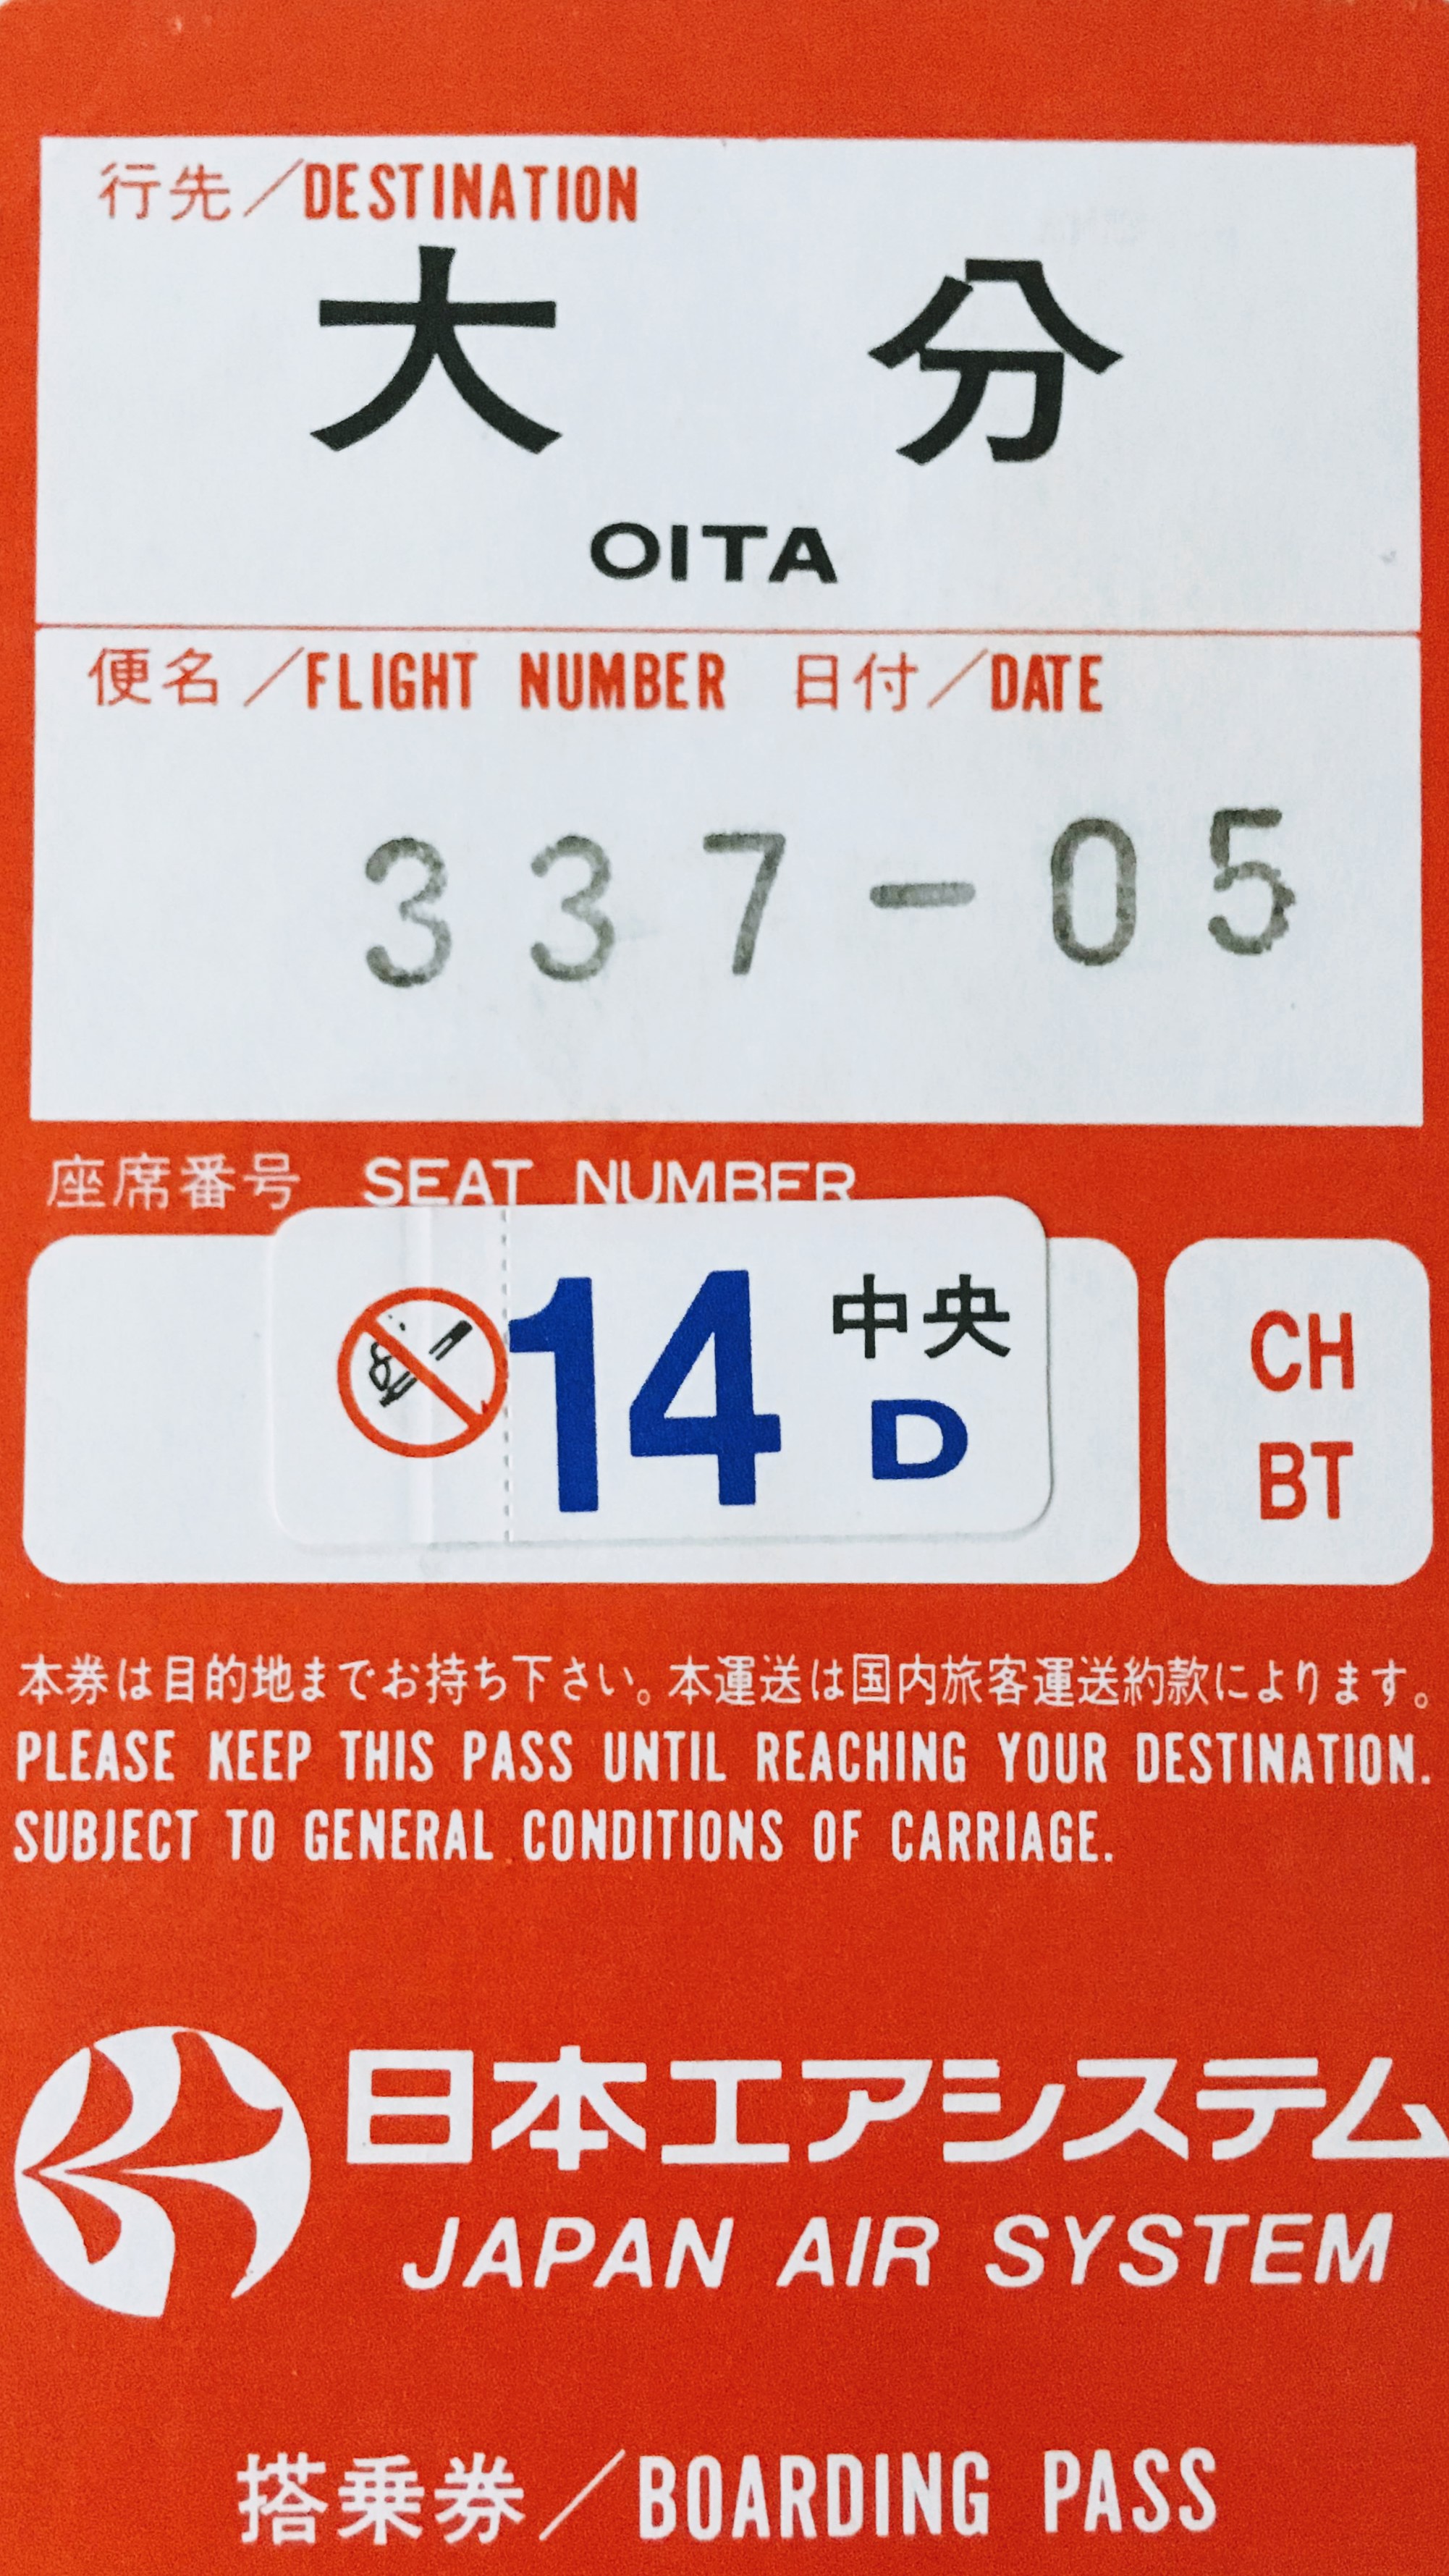 行先／DESTINATION
大分
OITA
便名／FLIGHT NUMBER 日付／DATE
337-05
座席番号 SEAT NUMBER
14 中央 D
CH
BT
本券は目的地までお持ち下さい。本運送は国内旅客運送約款によります。
PLEASE KEEP THIS PASS UNTIL REACHING YOUR DESTINATION.
SUBJECT TO GENERAL CONDITIONS OF CARRIAGE.
日本エアシステム
JAPAN AIR SYSTEM
搭乗券／BOARDING PASS